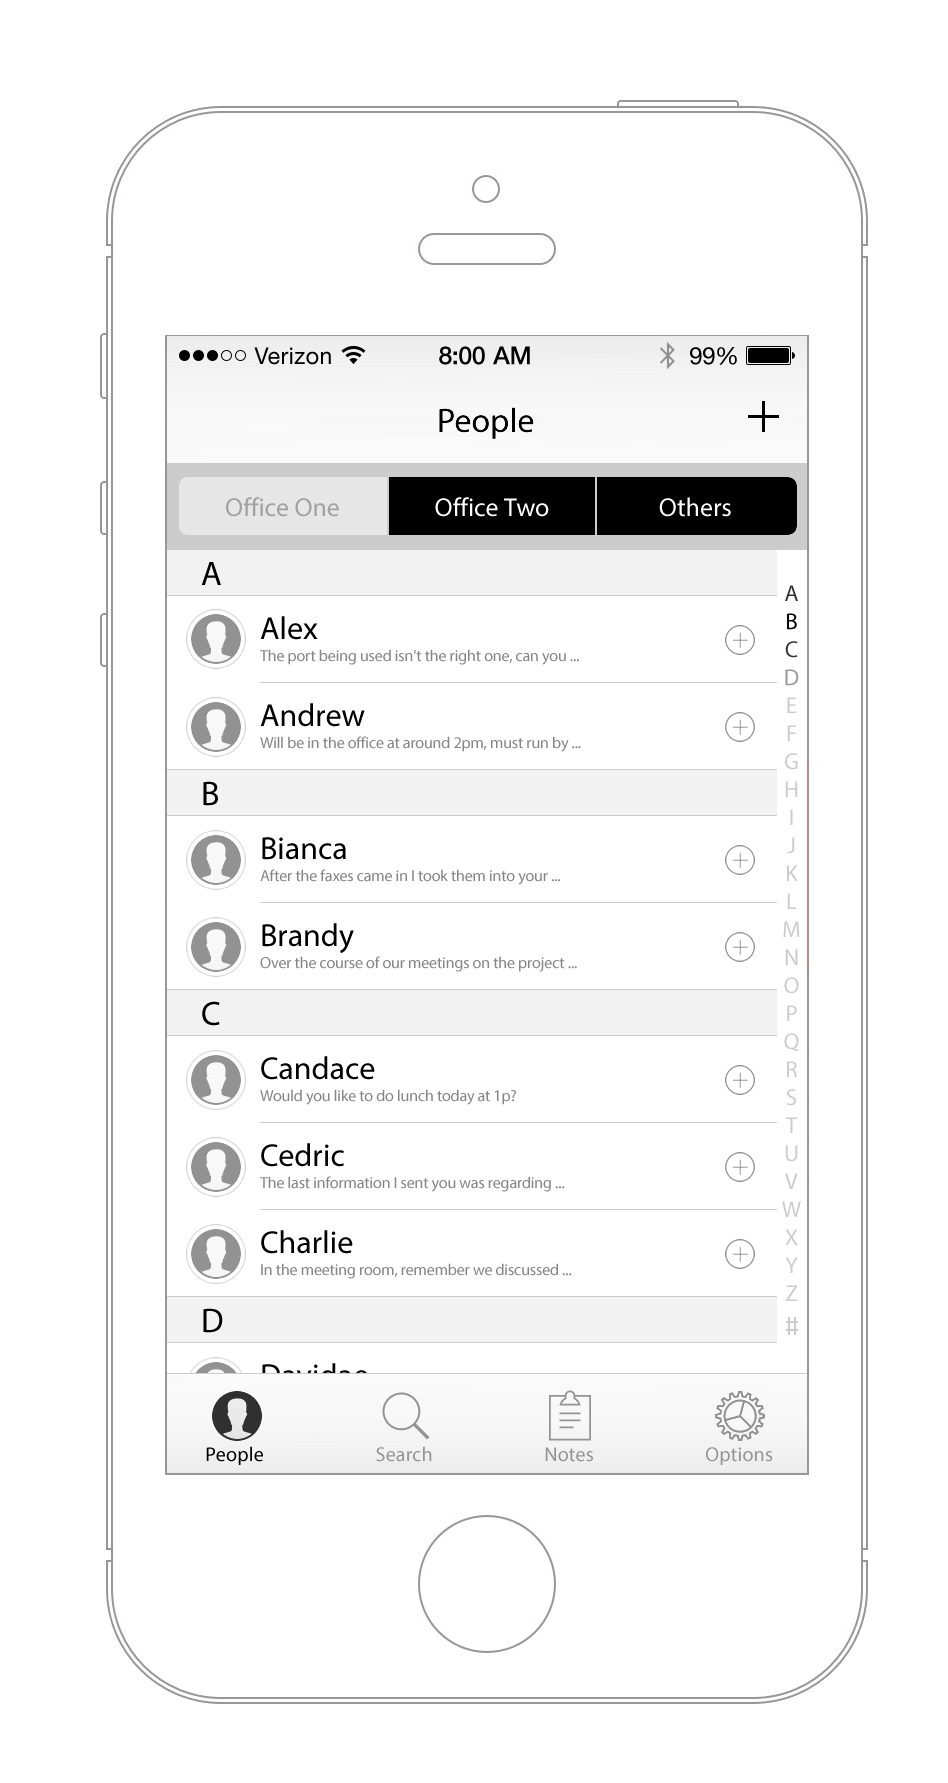 Verizon 8:00 AM 99%
People
Office One Office Two Others
A
Alex
The port being used isn't the right one, can you ...
Andrew
Will be in the office at around 2pm, must run by ...
B
Bianca
After the faxes came in I took them into your ...
Brandy
Over the course of our meetings on the project ...
C
Candace
Would you like to do lunch today at 1p?
Cedric
The last information I sent you was regarding ...
Charlie
In the meeting room, remember we discussed ...
D
A
B
C
D
E
F
G
H
I
J
K
L
M
N
O
P
Q
R
S
T
U
V
W
X
Y
Z
#
People Search Notes Options